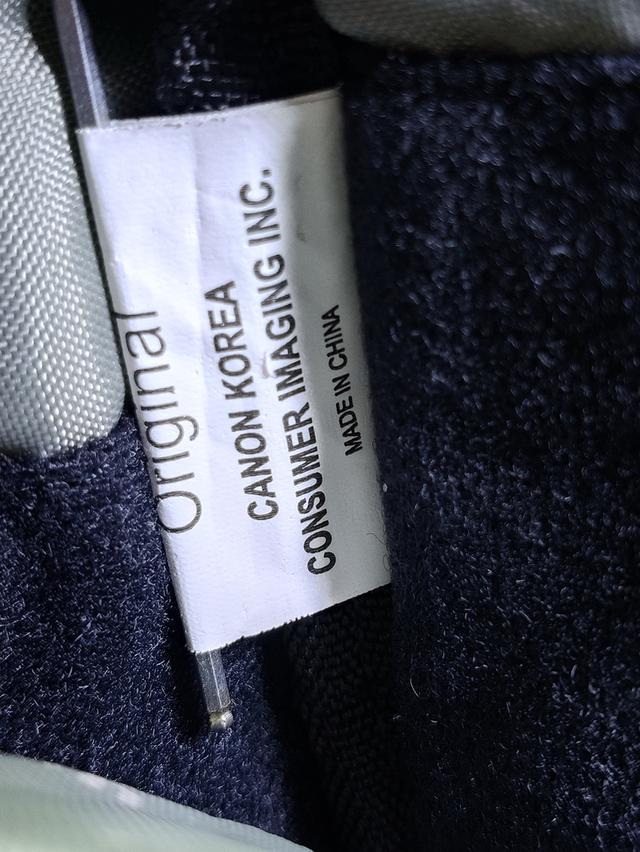 Original
CANON KOREA
CONSUMER IMAGING INC.
MADE IN CHINA